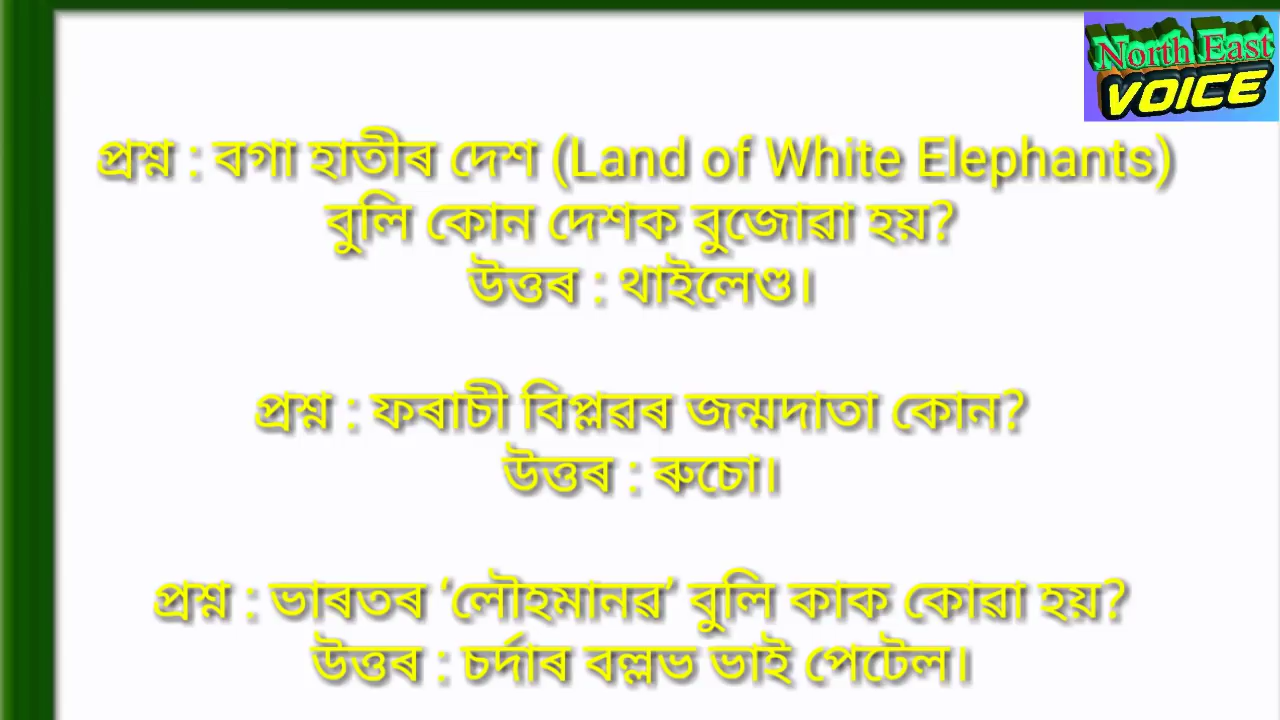 North East
VOICE
প্ৰশ্ন : বগা হাতীৰ দেশ (Land of White Elephants)
বুলি কোন দেশক বুজোৱা হয়?
উত্তৰ : থাইলেণ্ড।
প্ৰশ্ন : ফৰাচী বিপ্লৱৰ জন্মদাতা কোন?
উত্তৰ : ৰুচো।
প্ৰশ্ন : ভাৰতৰ ‘লৌহমানৱ’ বুলি কাক কোৱা হয়?
উত্তৰ : চৰ্দাৰ বল্লভ ভাই পেটেল।